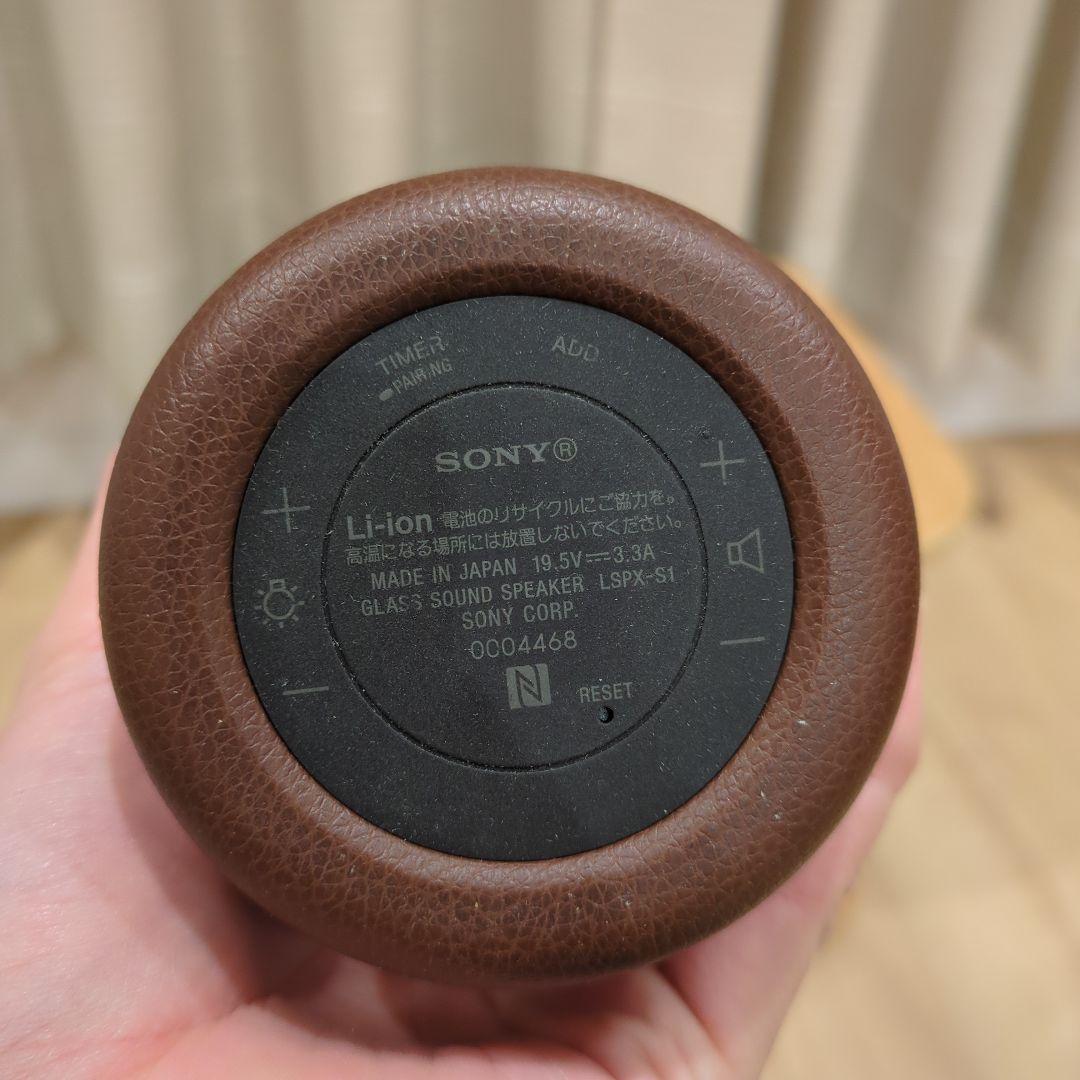 TIMER
PAIRING
ADD
SONY®
Li-ion 電池のリサイクルにご協力を。
高温になる場所には放置しないでください。
MADE IN JAPAN 19.5V⎓3.3A
GLASS SOUND SPEAKER LSPX-S1
SONY CORP.
0004468
RESET